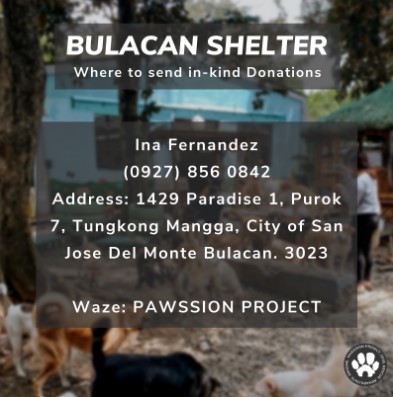 BULACAN SHELTER
Where to send in-kind Donations
Ina Fernandez
(0927) 856 0842
Address: 1429 Paradise 1, Purok
7, Tungkong Mangga, City of San
Jose Del Monte Bulacan. 3023
Waze: PAWSSION PROJECT